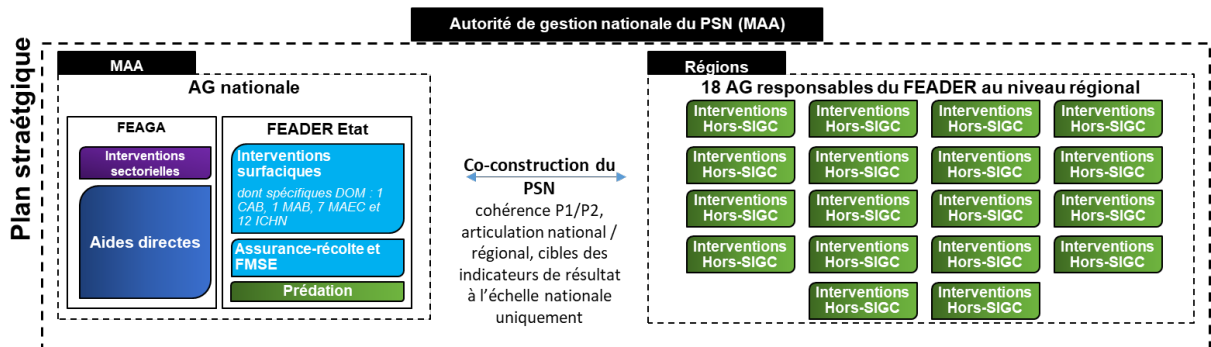 Autorité de gestion nationale du PSN (MAA)
Plan straétgique
MAA
AG nationale
FEAGA
Interventions
sectorielles
Aides directes
FEADER Etat
Interventions
surfaciques
dont spécifiques DOM : 1
CAB, 1 MAB, 7 MAEC et
12 ICHN
Assurance-récolte et
FMSE
Prédation
Co-construction du
PSN
cohérence P1/P2,
articulation national /
régional, cibles des
indicateurs de résultat
à l’échelle nationale
uniquement
Régions
18 AG responsables du FEADER au niveau régional
Interventions
Hors-SIGC
Interventions
Hors-SIGC
Interventions
Hors-SIGC
Interventions
Hors-SIGC
Interventions
Hors-SIGC
Interventions
Hors-SIGC
Interventions
Hors-SIGC
Interventions
Hors-SIGC
Interventions
Hors-SIGC
Interventions
Hors-SIGC
Interventions
Hors-SIGC
Interventions
Hors-SIGC
Interventions
Hors-SIGC
Interventions
Hors-SIGC
Interventions
Hors-SIGC
Interventions
Hors-SIGC
Interventions
Hors-SIGC
Interventions
Hors-SIGC